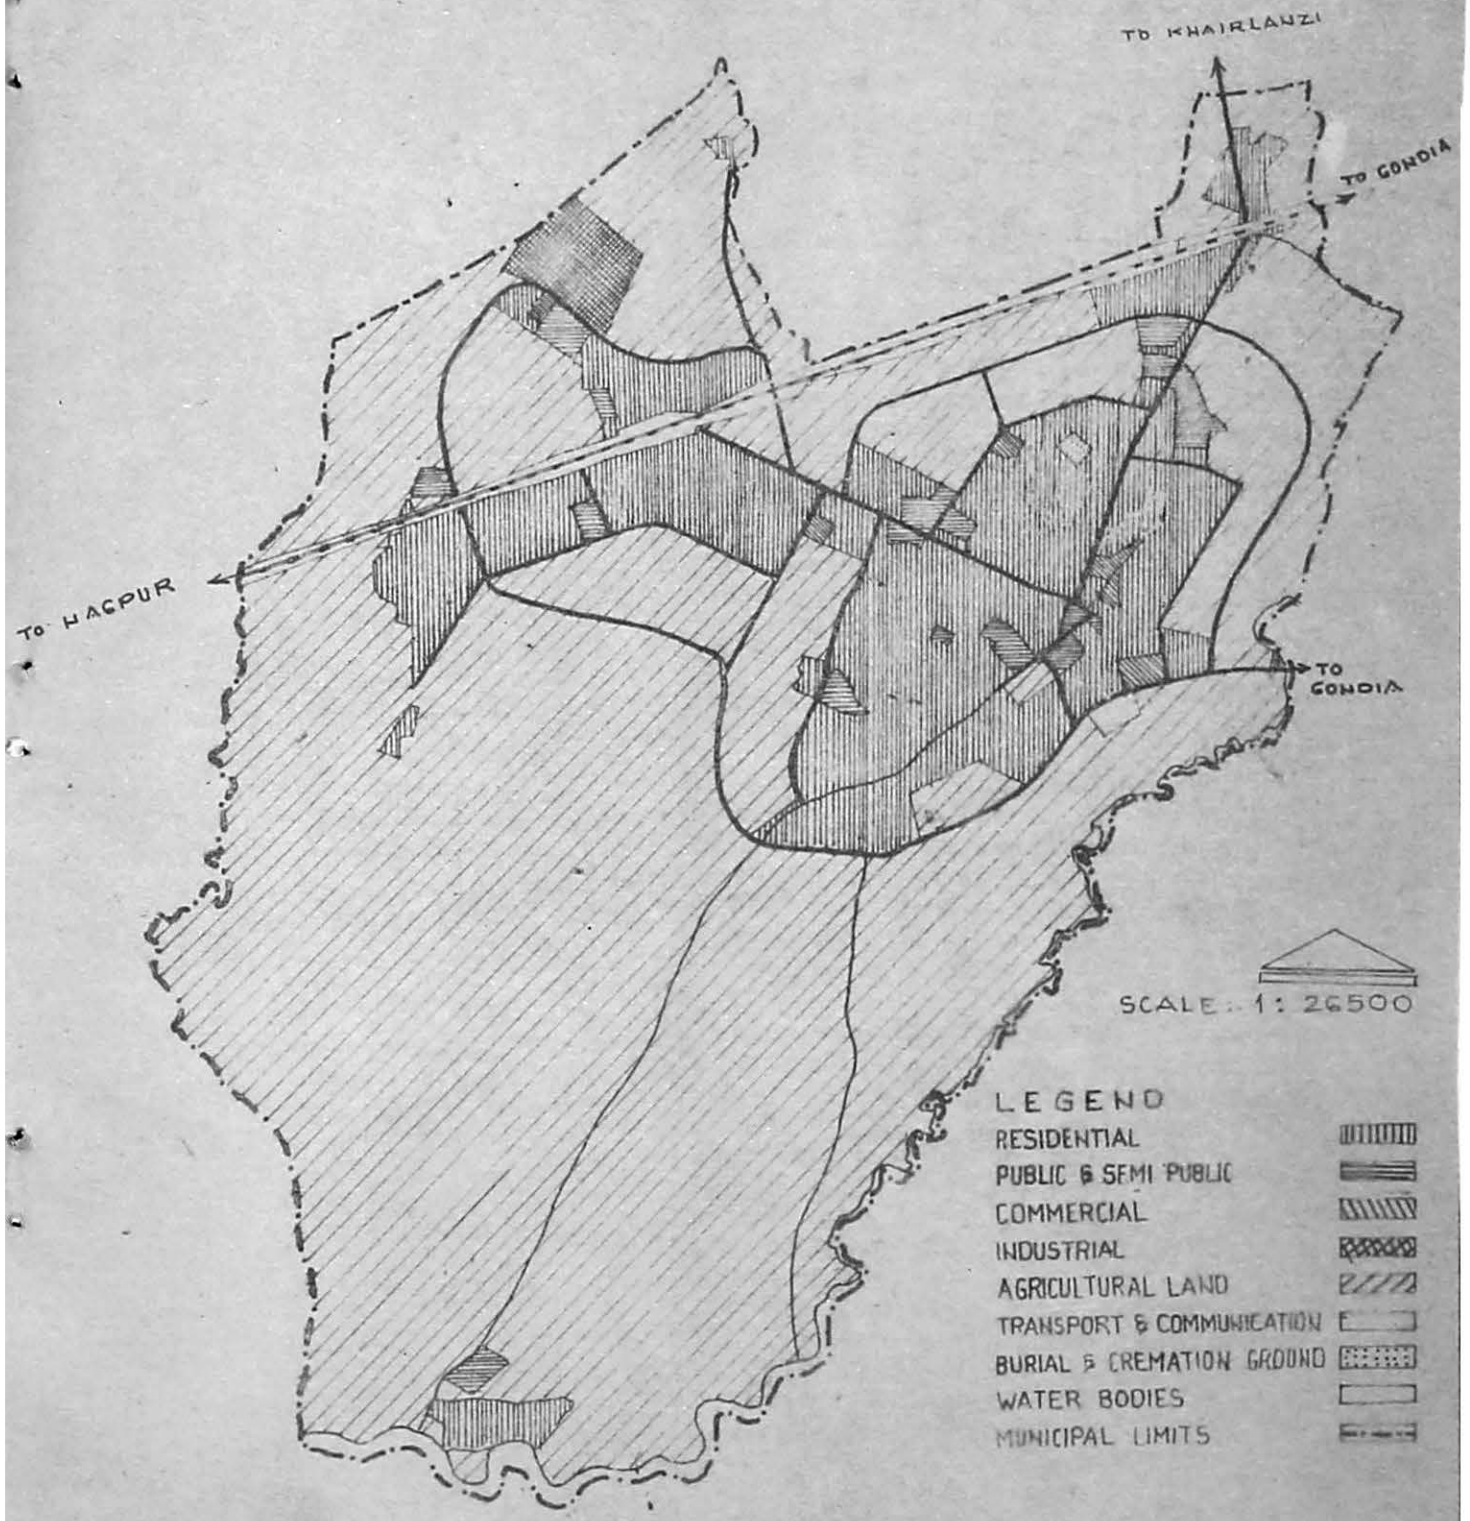 TO KHAIRLANZI
TO GONDIA
TO NAGPUR
TO
GONDIA
SCALE:- 1: 26500
LEGEND
RESIDENTIAL
PUBLIC & SEMI PUBLIC
COMMERCIAL
INDUSTRIAL
AGRICULTURAL LAND
TRANSPORT & COMMUNICATION
BURIAL & CREMATION GROUND
WATER BODIES
MUNICIPAL LIMITS